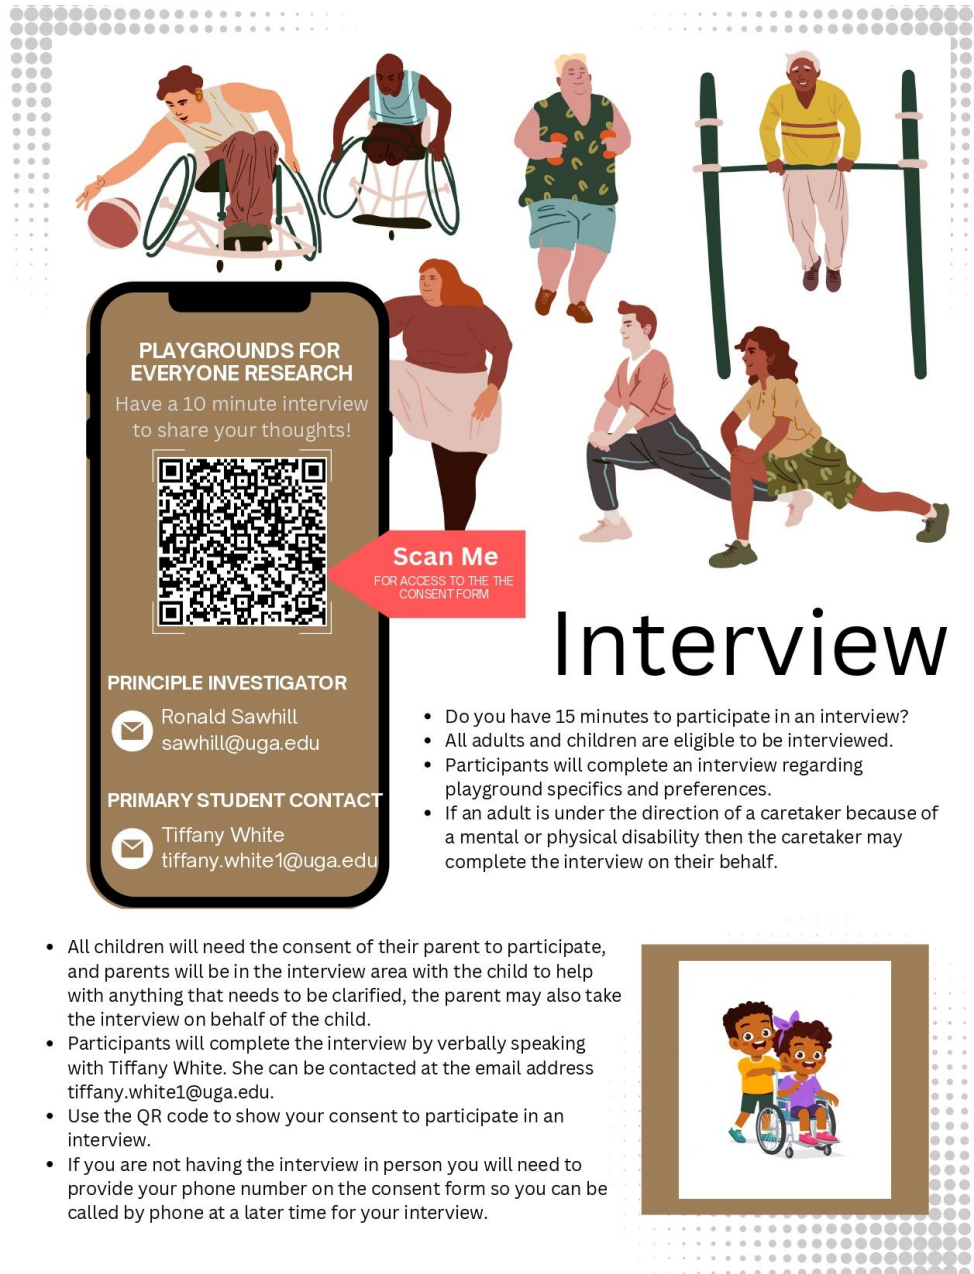 PLAYGROUNDS FOR
EVERYONE RESEARCH
Have a 10 minute interview
to share your thoughts!
Scan Me
FOR ACCESS TO THE THE
CONSENT FORM
PRINCIPLE INVESTIGATOR
Ronald Sawhill
sawhill@uga.edu
PRIMARY STUDENT CONTACT
Tiffany White
tiffany.white1@uga.edu
Interview
• Do you have 15 minutes to participate in an interview?
• All adults and children are eligible to be interviewed.
• Participants will complete an interview regarding
playground specifics and preferences.
• If an adult is under the direction of a caretaker because of
a mental or physical disability then the caretaker may
complete the interview on their behalf.
• All children will need the consent of their parent to participate,
and parents will be in the interview area with the child to help
with anything that needs to be clarified, the parent may also take
the interview on behalf of the child.
• Participants will complete the interview by verbally speaking
with Tiffany White. She can be contacted at the email address
tiffany.white1@uga.edu.
• Use the QR code to show your consent to participate in an
interview.
• If you are not having the interview in person you will need to
provide your phone number on the consent form so you can be
called by phone at a later time for your interview.